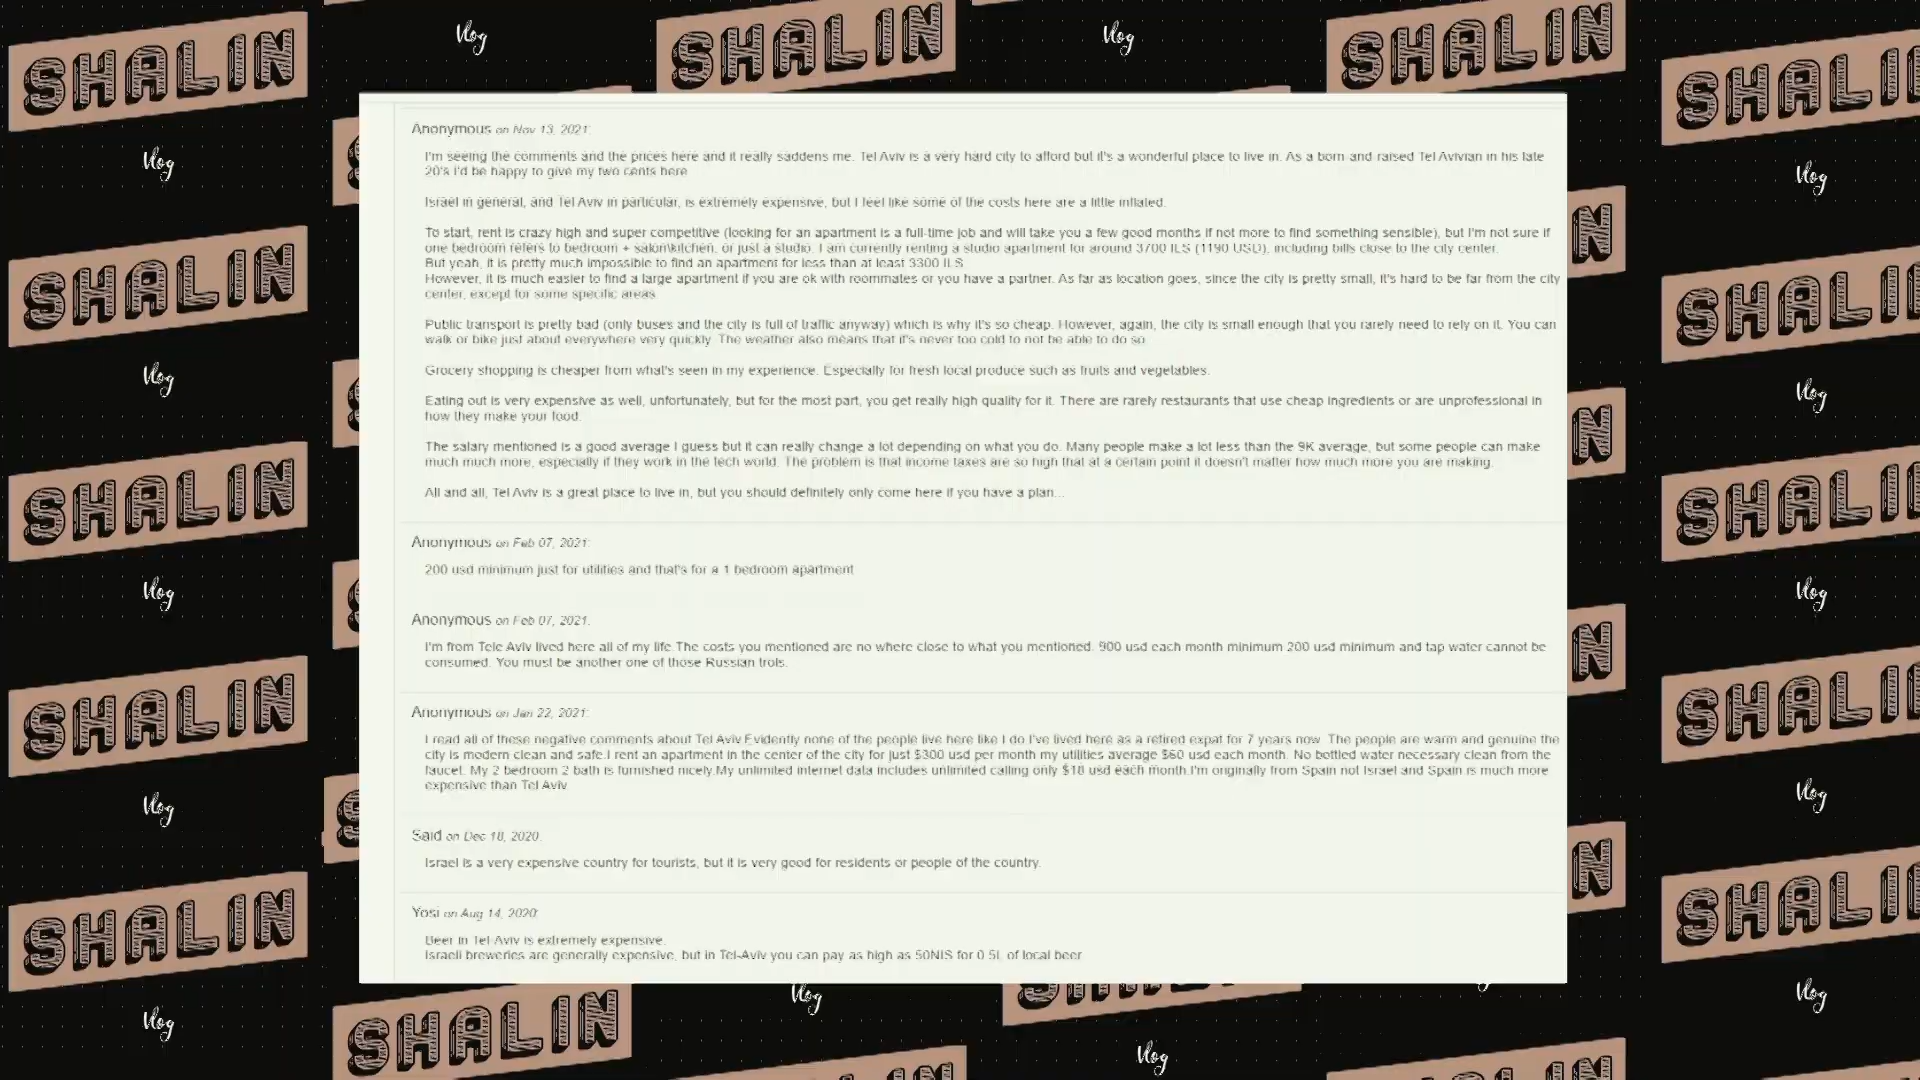 SHALIN
Vlog
SHALIN
Vlog
SHALIN
SHALIN
Vlog
Vlog
Anonymous on Nov 13, 2021:
I'm seeing the comments and the prices here and it really saddens me. Tel Aviv is a very hard city to afford but it's a wonderful place to live in. As a born and raised Tel Avivian in his late
20's I'd be happy to give my two cents here
Israel in general, and Tel Aviv in particular, is extremely expensive, but I feel like some of the costs here are a little inflated.
To start, rent is crazy high and super competitive (looking for an apartment is a full-time job and will take you a few good months if not more to find something sensible), but I'm not sure if
one bedroom refers to bedroom + salon\kitchen, or just a studio. I am currently renting a studio apartment for around 3700 ILS (1190 USD), including bills close to the city center.
But yeah, it is pretty much impossible to find an apartment for less than at least 3300 ILS
However, it is much easier to find a large apartment if you are ok with roommates or you have a partner. As far as location goes, since the city is pretty small, it's hard to be far from the city
center, except for some specific areas
Public transport is pretty bad (only buses and the city is full of traffic anyway) which is why it's so cheap. However, again, the city is small enough that you rarely need to rely on it. You can
walk or bike just about everywhere very quickly. The weather also means that it's never too cold to not be able to do so
Grocery shopping is cheaper from what's seen in my experience. Especially for fresh local produce such as fruits and vegetables.
Eating out is very expensive as well, unfortunately, but for the most part, you get really high quality for it. There are rarely restaurants that use cheap ingredients or are unprofessional in
how they make your food.
The salary mentioned is a good average I guess but it can really change a lot depending on what you do. Many people make a lot less than the 9K average, but some people can make
much much more, especially if they work in the tech world. The problem is that income taxes are so high that at a certain point it doesn't matter how much more you are making.
All and all, Tel Aviv is a great place to live in, but you should definitely only come here if you have a plan...
Anonymous on Feb 07, 2021:
200 usd minimum just for utilities and that's for a 1 bedroom apartment
Anonymous on Feb 07, 2021:
I'm from Tele Aviv lived here all of my life.The costs you mentioned are no where close to what you mentioned. 900 usd each month minimum 200 usd minimum and tap water cannot be
consumed. You must be another one of those Russian trols.
Anonymous on Jan 22, 2021:
I read all of these negative comments about Tel Aviv.Evidently none of the people live here like I do I've lived here as a retired expat for 7 years now. The people are warm and genuine the
city is modern clean and safe.I rent an apartment in the center of the city for just $300 usd per month my utilities average $60 usd each month. No bottled water necessary clean from the
faucet. My 2 bedroom 2 bath is furnished nicely.My unlimited internet data includes unlimited calling only $18 usd each month.I'm originally from Spain not Israel and Spain is much more
expensive than Tel Aviv
Said on Dec 18, 2020:
Israel is a very expensive country for tourists, but it is very good for residents or people of the country.
Yosi on Aug 14, 2020:
Beer in Tel-Aviv is extremely expensive.
Israeli breweries are generally expensive, but in Tel-Aviv you can pay as high as 50NIS for 0.5L of local beer
SHALIN
SHALIN
Vlog
Vlog
SHALIN
SHALIN
Vlog
Vlog
SHALIN
SHALIN
Vlog
Vlog
SHALIN
SHALIN
Vlog
Vlog
Vlog
SHALIN
Vlog